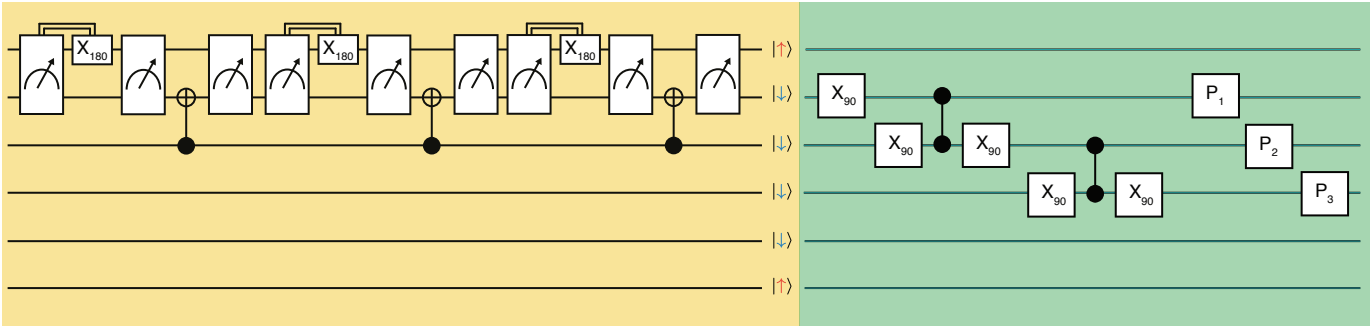 X₁₈₀ X₁₈₀ X₁₈₀ |↑⟩
|↓⟩ X₉₀ P₁
|↓⟩ X₉₀ X₉₀ P₂
|↓⟩ X₉₀ X₉₀ P₃
|↓⟩
|↑⟩